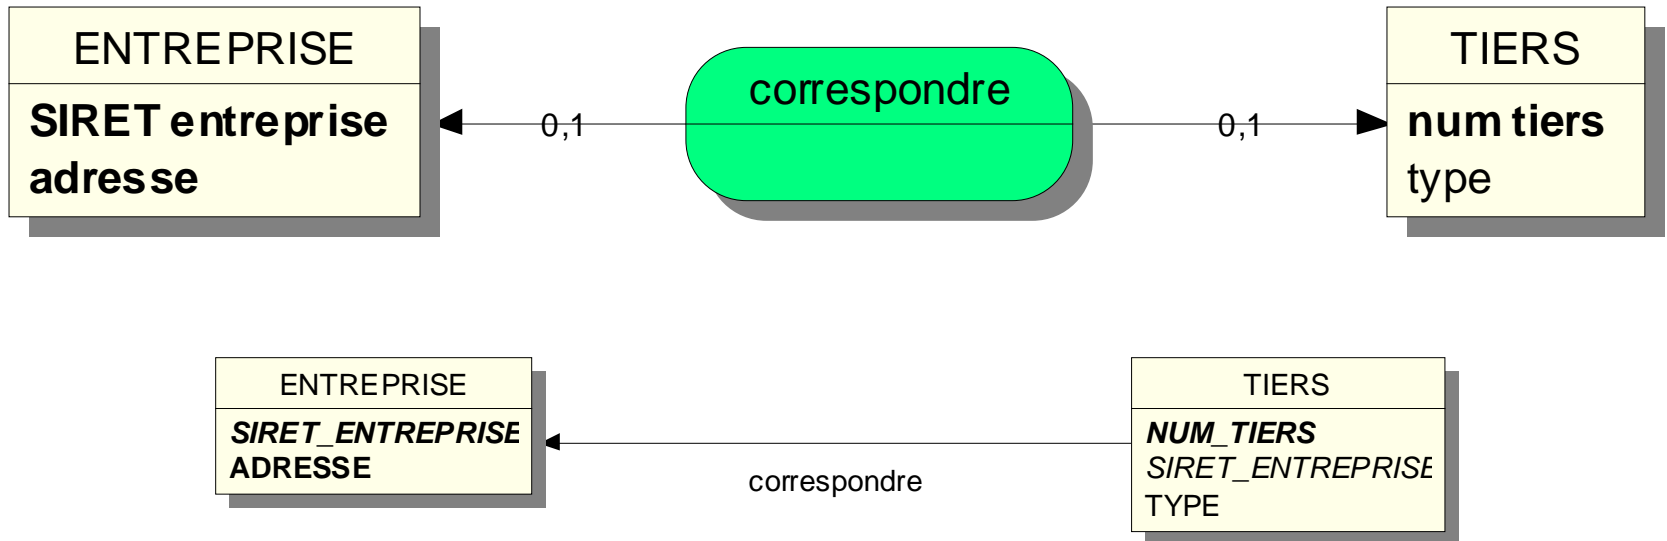 ENTREPRISE
SIRET entreprise
adresse
0,1
correspondre
0,1
TIERS
num tiers
type
ENTREPRISE
SIRET_ENTREPRISE
ADRESSE
correspondre
TIERS
NUM_TIERS
SIRET_ENTREPRISE
TYPE